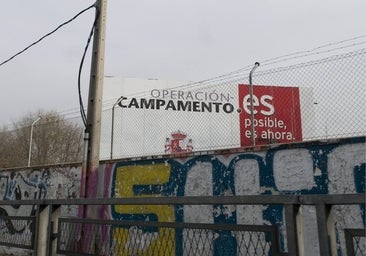 OPERACIÓN-
CAMPAMENTO.es
posible,
es ahora.